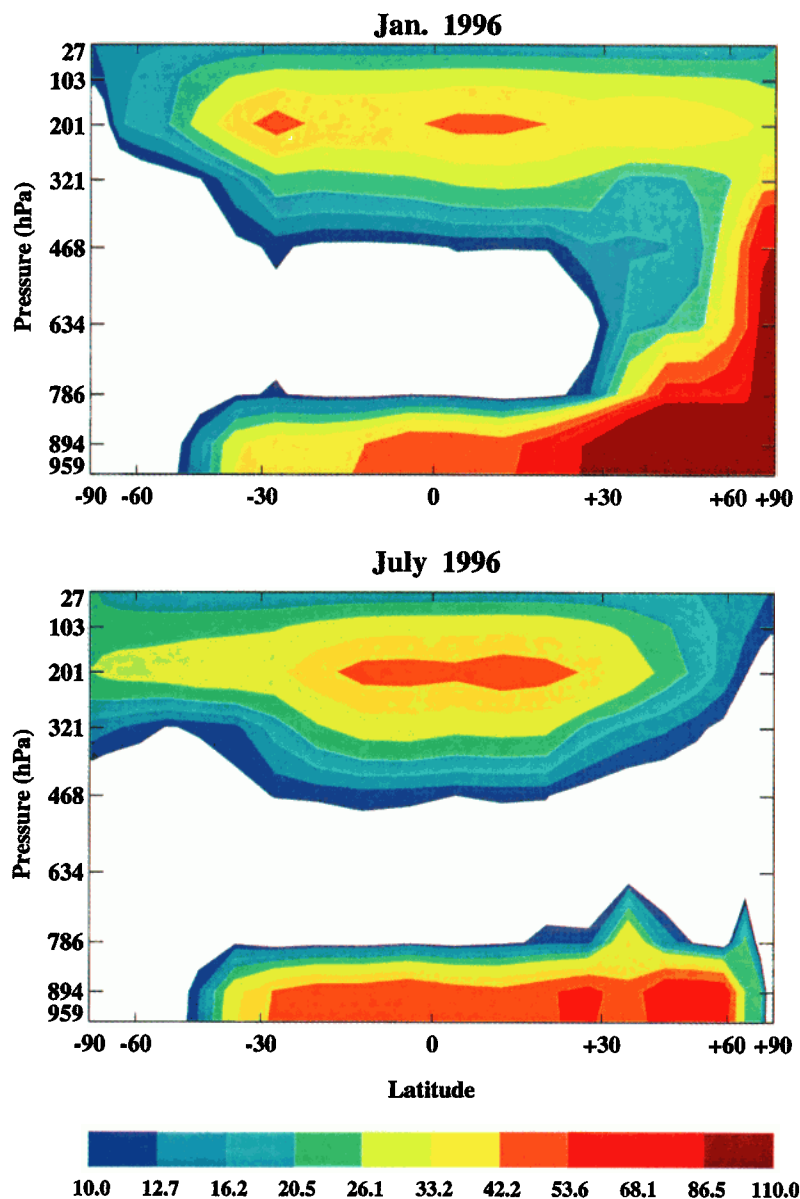 Jan. 1996
27
103
201
321
468
634
786
894
959
Pressure (hPa)
-90 -60 -30 0 +30 +60 +90
July 1996
27
103
201
321
468
634
786
894
959
Pressure (hPa)
-90 -60 -30 0 +30 +60 +90
Latitude
10.0 12.7 16.2 20.5 26.1 33.2 42.2 53.6 68.1 86.5 110.0